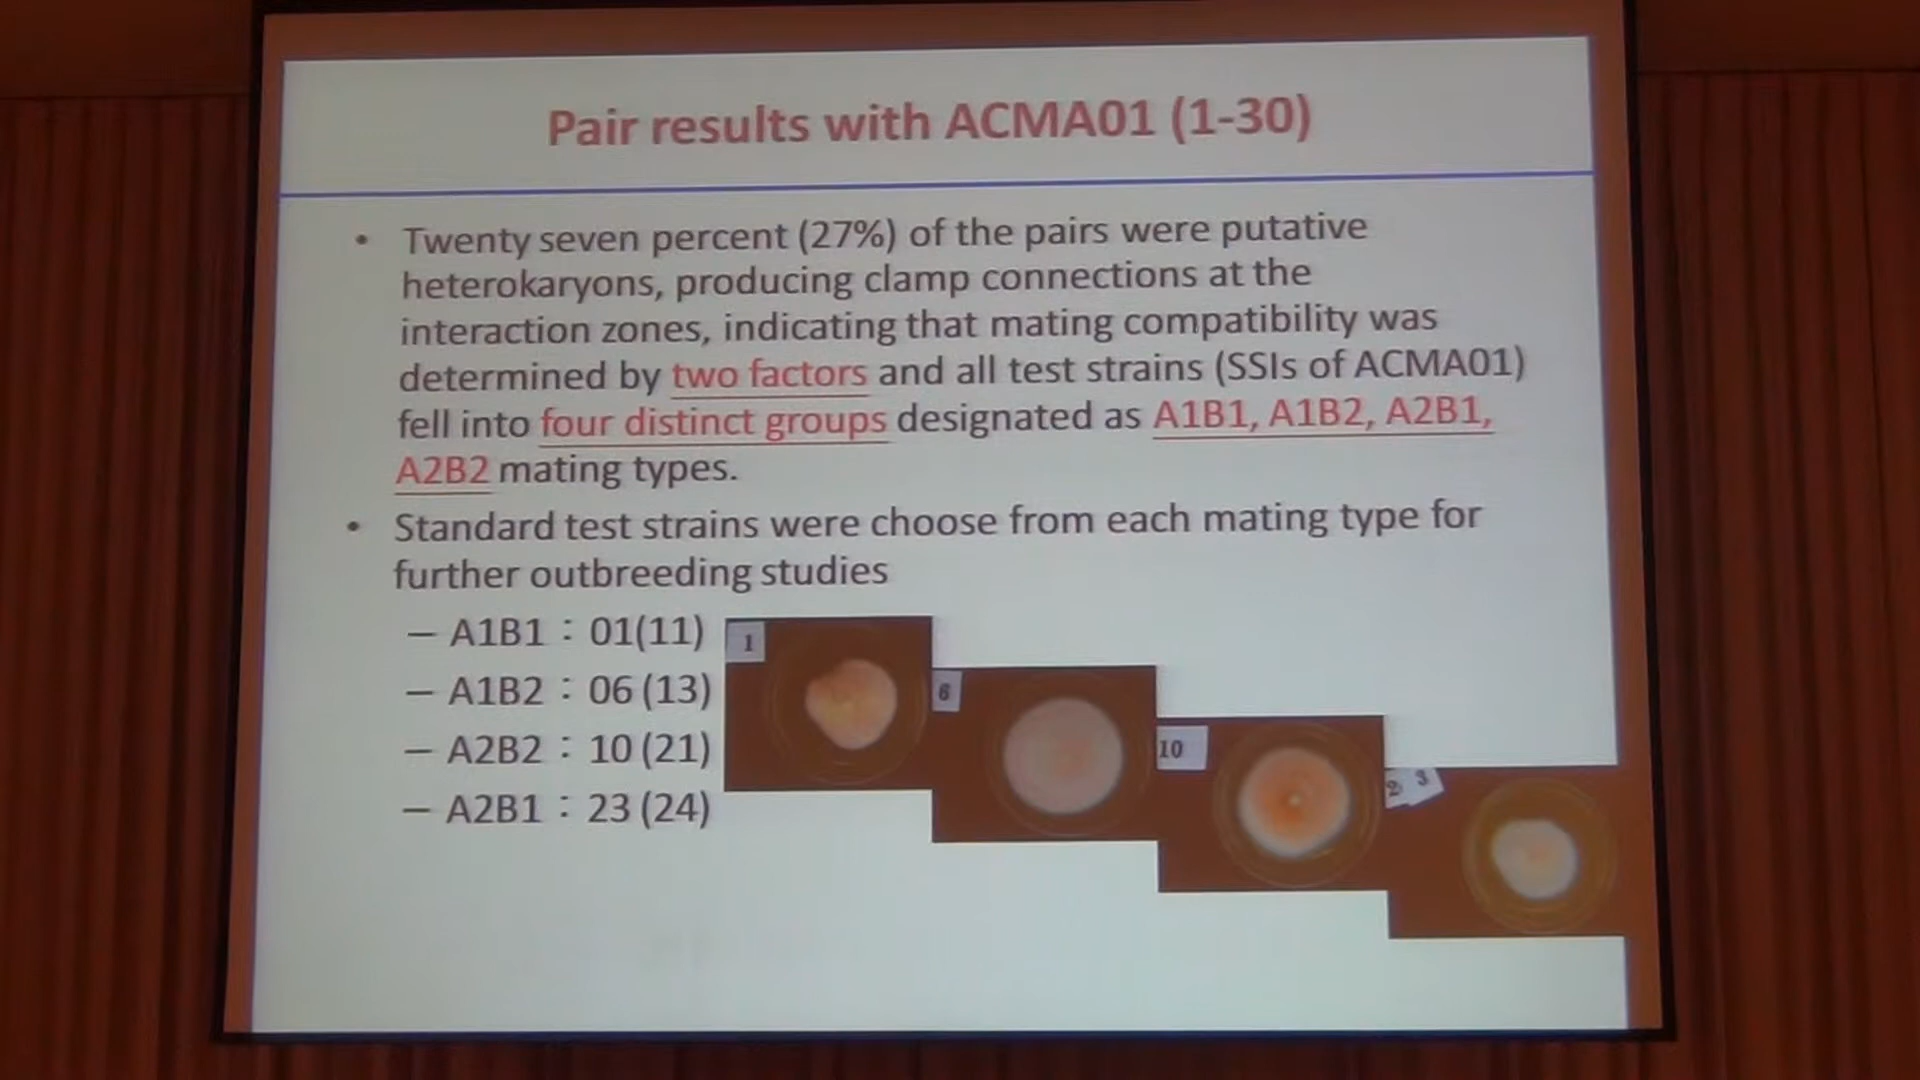 Pair results with ACMA01 (1-30)
• Twenty seven percent (27%) of the pairs were putative
heterokaryons, producing clamp connections at the
interaction zones, indicating that mating compatibility was
determined by two factors and all test strains (SSIs of ACMA01)
fell into four distinct groups designated as A1B1, A1B2, A2B1,
A2B2 mating types.
• Standard test strains were choose from each mating type for
further outbreeding studies
– A1B1：01(11)
– A1B2：06 (13)
– A2B2：10 (21)
– A2B1：23 (24)
1
6
10
2 3